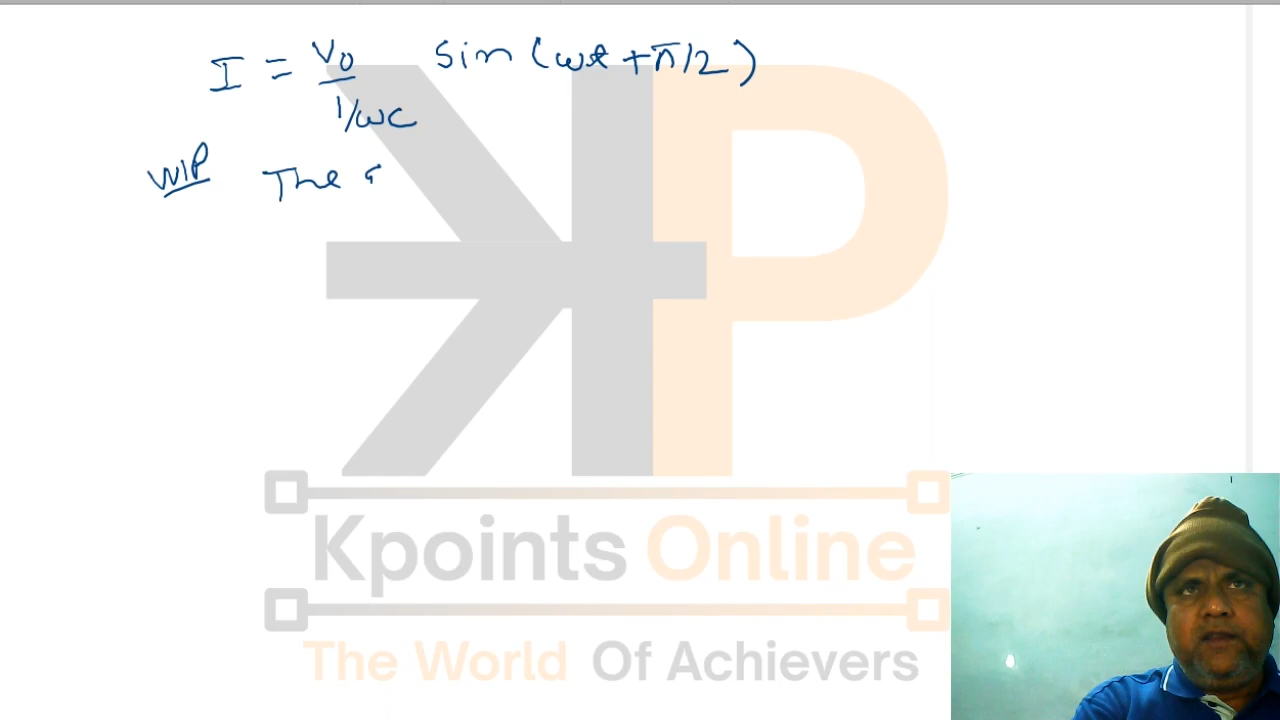 I = V0 / 1/ωC sin(ωt + π/2)
WIP The
Kpoints Online
The World Of Achievers